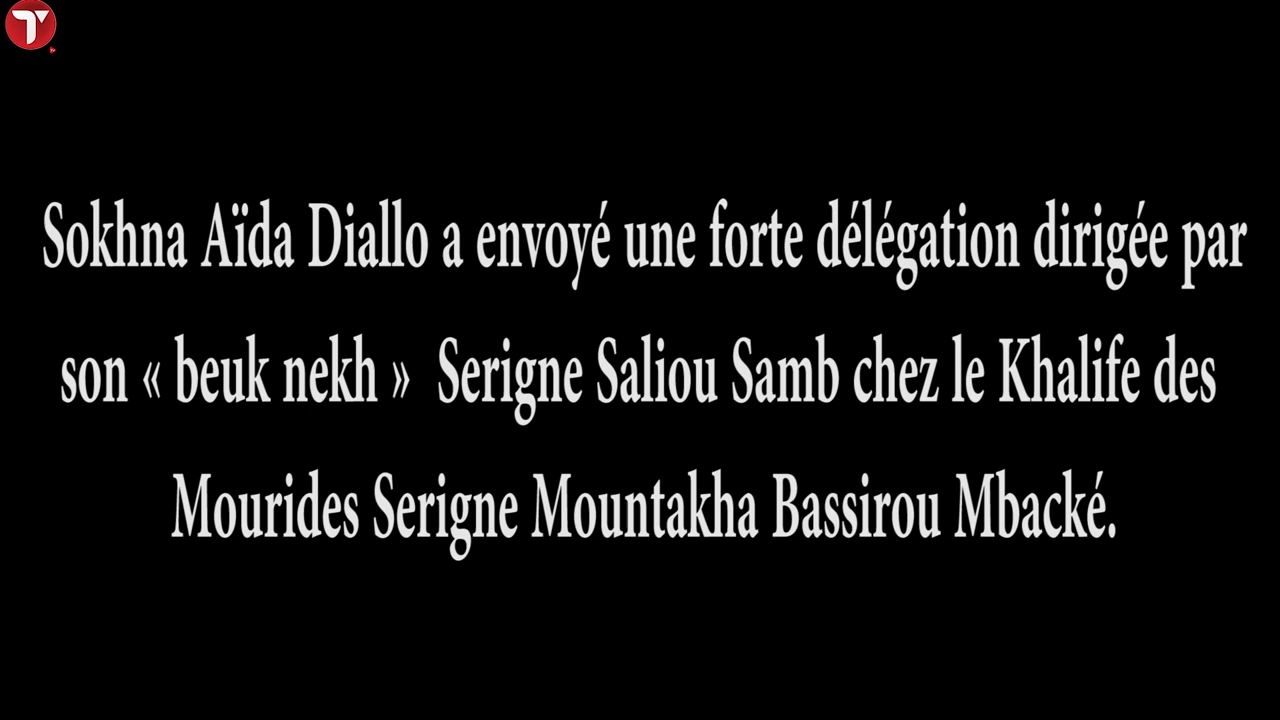 Sokhna Aïda Diallo a envoyé une forte délégation dirigée par
son « beuk nekh »  Serigne Saliou Samb chez le Khalife des
Mourides Serigne Mountakha Bassirou Mbacké.